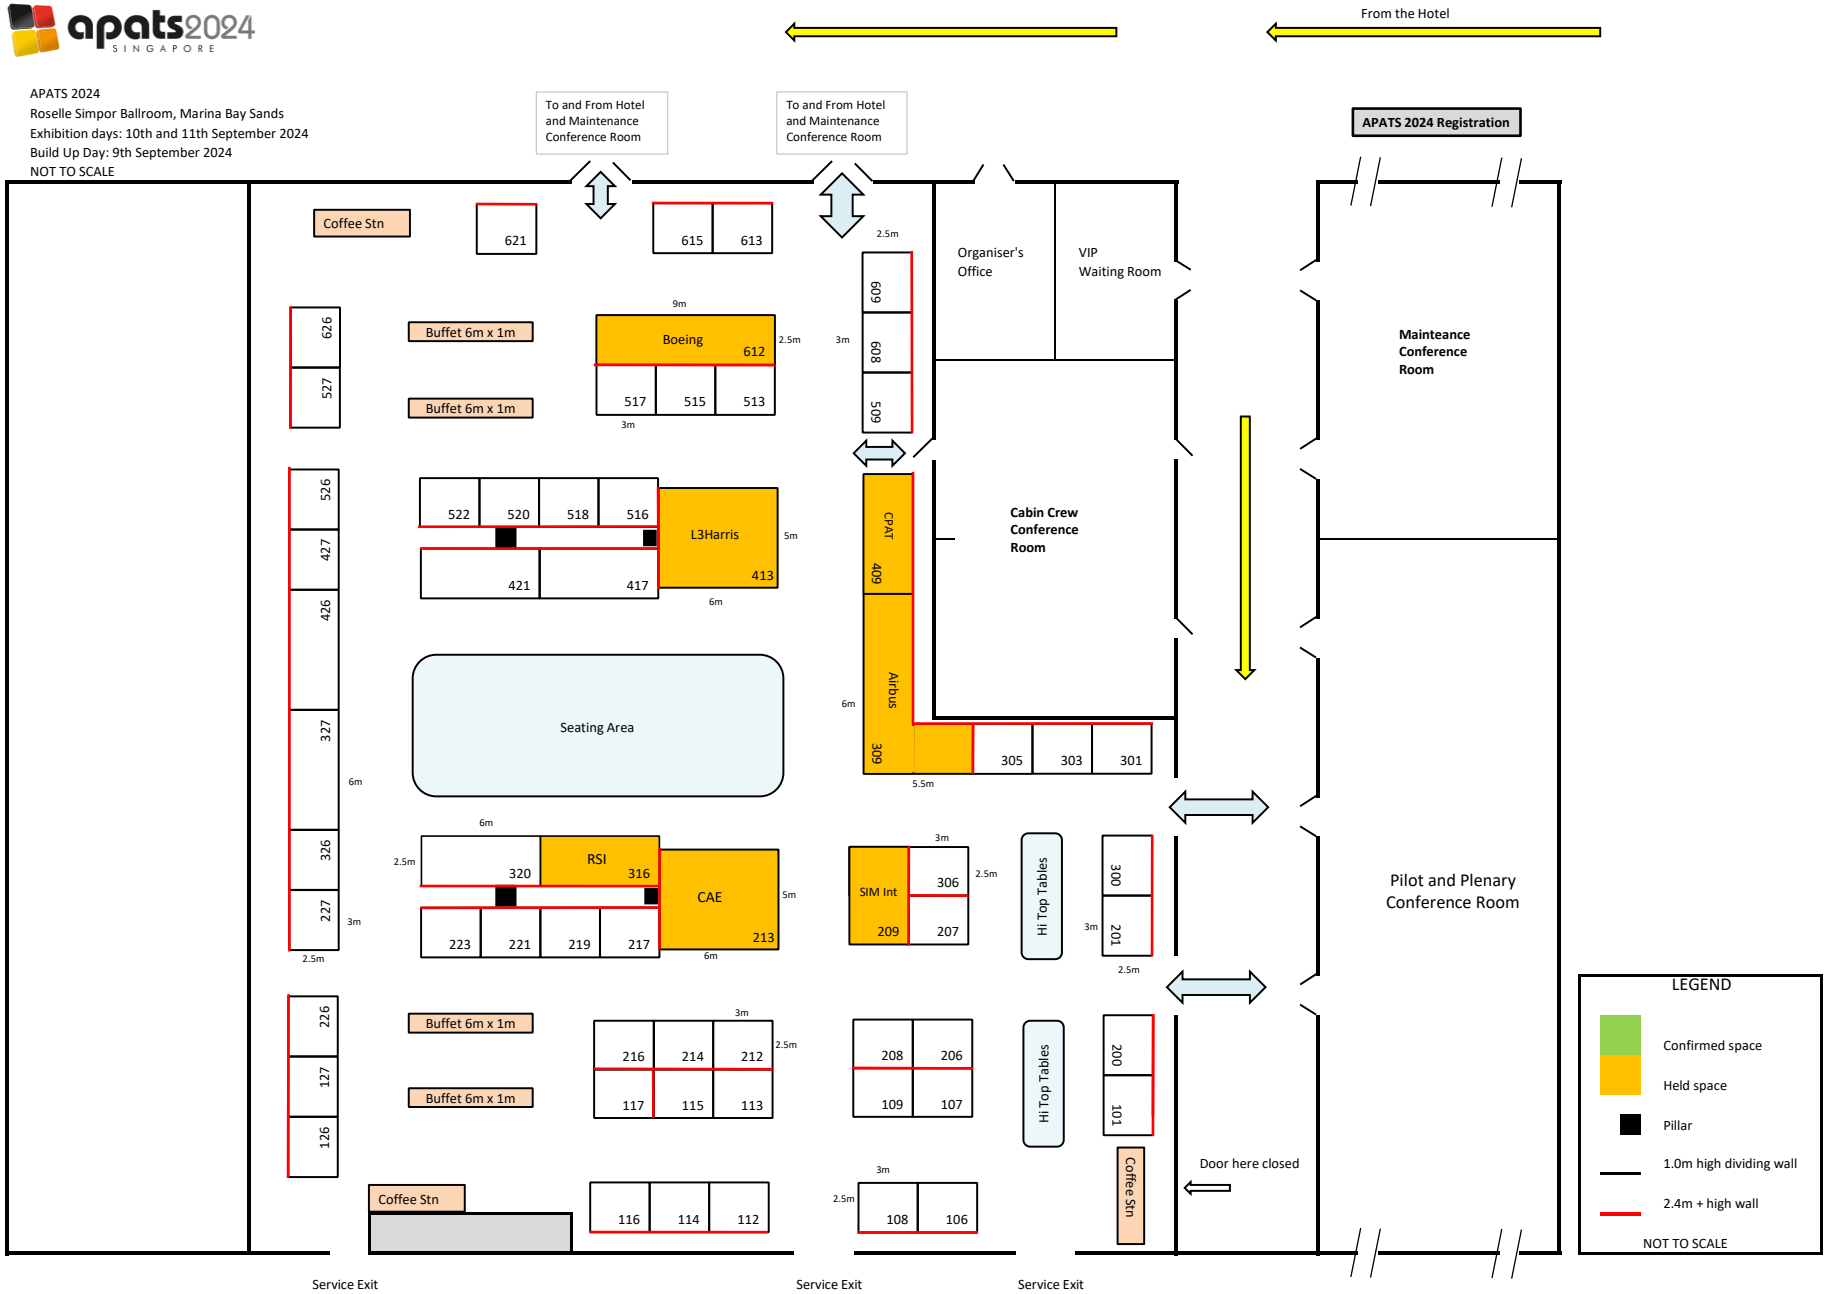 apats2024
SINGAPORE
From the Hotel
APATS 2024
Roselle Simpor Ballroom, Marina Bay Sands
Exhibition days: 10th and 11th September 2024
Build Up Day: 9th September 2024
NOT TO SCALE
To and From Hotel
and Maintenance
Conference Room
To and From Hotel
and Maintenance
Conference Room
APATS 2024 Registration
Coffee Stn
621
615
613
2.5m
609
608
509
3m
Organiser's
Office
VIP
Waiting Room
Mainteance
Conference
Room
626
527
Buffet 6m x 1m
Buffet 6m x 1m
9m
Boeing
612
2.5m
517
515
513
3m
526
427
426
327
326
227
6m
3m
2.5m
522
520
518
516
L3Harris
413
5m
6m
421
417
CPAT
409
Airbus
309
6m
5.5m
305
303
301
Cabin Crew
Conference
Room
Seating Area
6m
2.5m
320
RSI
316
CAE
213
5m
6m
223
221
219
217
SIM Int
209
3m
306
2.5m
207
Hi Top Tables
300
201
3m
2.5m
Pilot and Plenary
Conference Room
226
127
126
Buffet 6m x 1m
Buffet 6m x 1m
3m
216
214
212
2.5m
117
115
113
208
206
109
107
Hi Top Tables
200
101
Coffee Stn
Door here closed
Coffee Stn
116
114
112
3m
2.5m
108
106
Service Exit
Service Exit
Service Exit
LEGEND
Confirmed space
Held space
Pillar
1.0m high dividing wall
2.4m + high wall
NOT TO SCALE